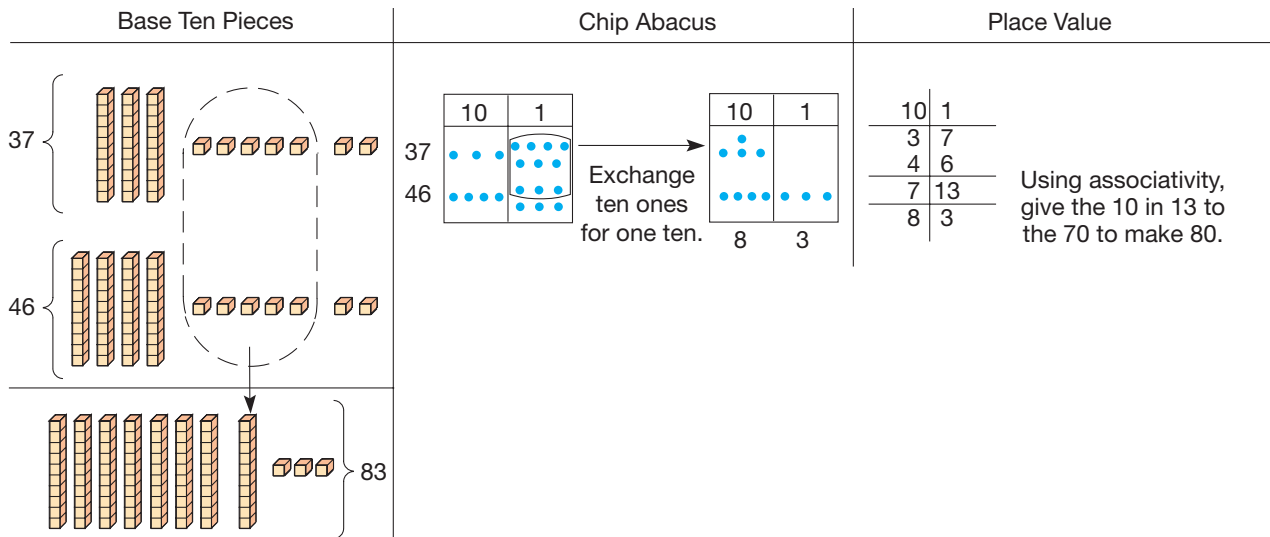 Base Ten Pieces
Chip Abacus
Place Value
37
46
83
10 1
37
46
Exchange
ten ones
for one ten.
10 1
8 3
10 1
3 7
4 6
7 13
8 3
Using associativity,
give the 10 in 13 to
the 70 to make 80.